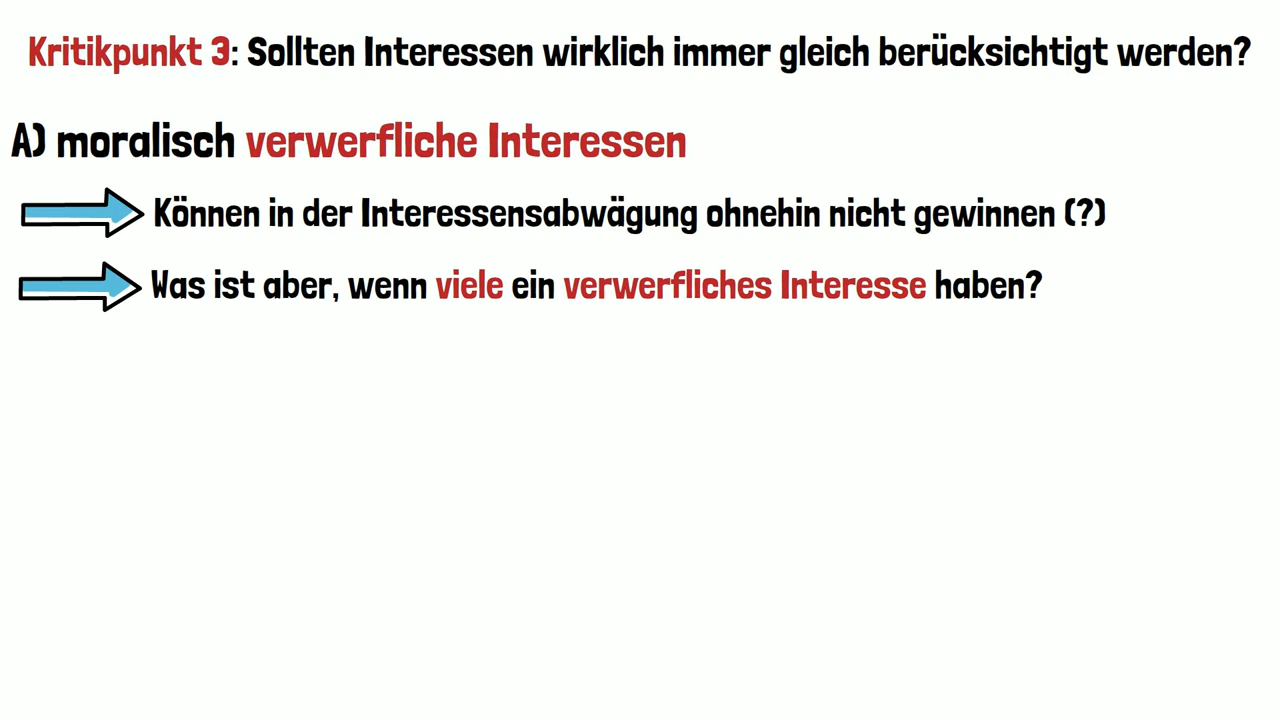 Kritikpunkt 3: Sollten Interessen wirklich immer gleich berücksichtigt werden?
A) moralisch verwerfliche Interessen
Können in der Interessensabwägung ohnehin nicht gewinnen (?)
Was ist aber, wenn viele ein verwerfliches Interesse haben?